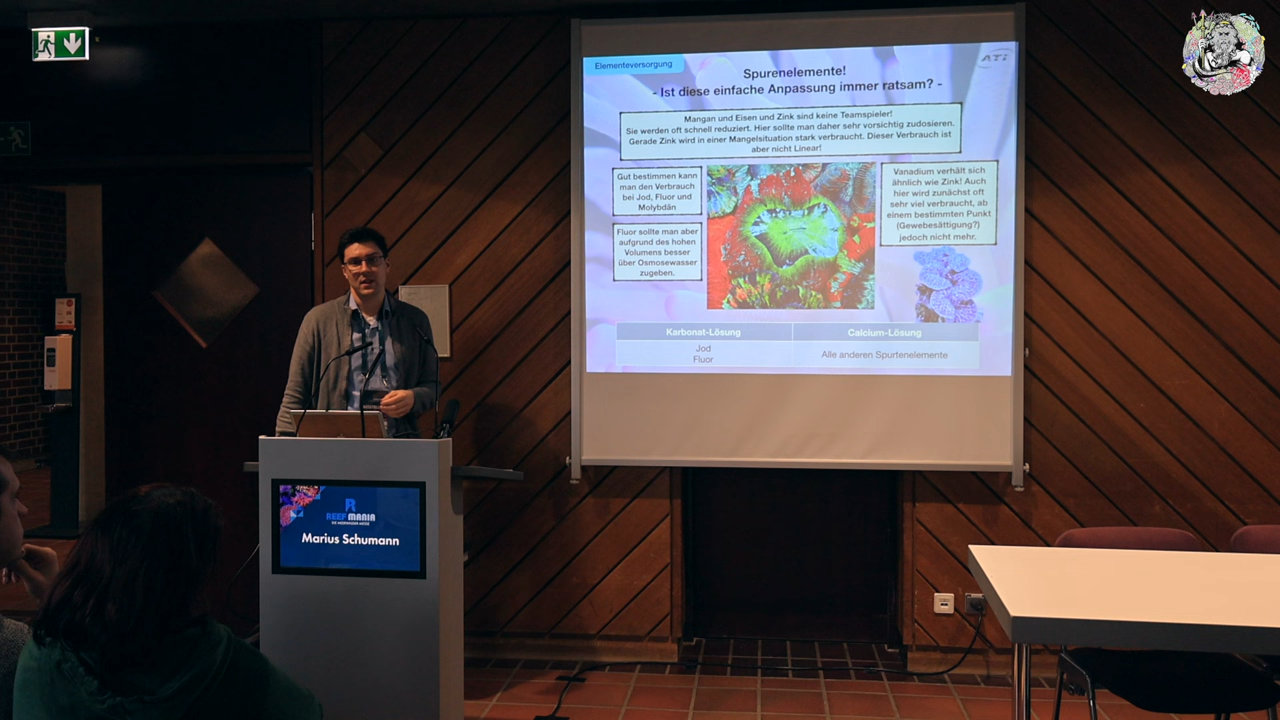 Elementeversorgung
ATI
Spurenelemente!
- Ist diese einfache Anpassung immer ratsam? -
Mangan und Eisen und Zink sind keine Teamspieler!
Sie werden oft schnell reduziert. Hier sollte man daher sehr vorsichtig zudosieren.
Gerade Zink wird in einer Mangelsituation stark verbraucht. Dieser Verbrauch ist
aber nicht Linear!
Gut bestimmen kann
man den Verbrauch
bei Jod, Fluor und
Molybdän
Fluor sollte man aber
aufgrund des hohen
Volumens besser
über Osmosewasser
zugeben.
Vanadium verhält sich
ähnlich wie Zink! Auch
hier wird zunächst oft
sehr viel verbraucht, ab
einem bestimmten Punkt
(Gewebesättigung?)
jedoch nicht mehr.
Karbonat-Lösung
Calcium-Lösung
Jod
Fluor
Alle anderen Spurtenelemente
REEF MANIA
DIE MEERWASSER-MESSE
Marius Schumann